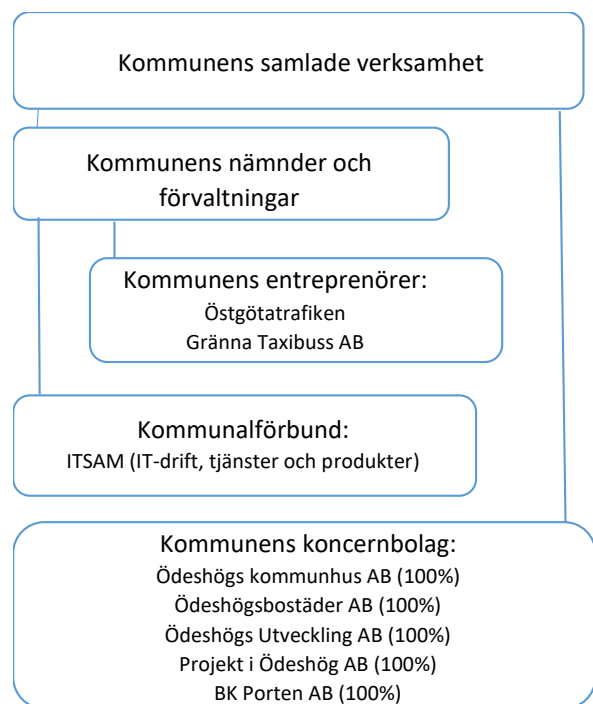 Kommunens samlade verksamhet
Kommunens nämnder och
förvaltningar
Kommunens entreprenörer:
Östgötatrafiken
Gränna Taxibuss AB
Kommunalförbund:
ITSAM (IT-drift, tjänster och produkter)
Kommunens koncernbolag:
Ödeshögs kommunhus AB (100%)
Ödeshögsbostäder AB (100%)
Ödeshögs Utveckling AB (100%)
Projekt i Ödeshög AB (100%)
BK Porten AB (100%)